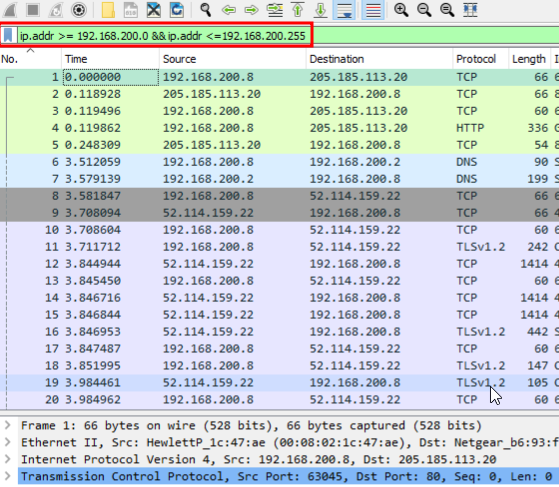 ip.addr >= 192.168.200.0 && ip.addr <=192.168.200.255
No. Time Source Destination Protocol Length
1 0.000000 192.168.200.8 205.185.113.20 TCP 66 6
2 0.118928 205.185.113.20 192.168.200.8 TCP 66 8
3 0.119496 192.168.200.8 205.185.113.20 TCP 60 6
4 0.119862 192.168.200.8 205.185.113.20 HTTP 336 G
5 0.248309 205.185.113.20 192.168.200.8 TCP 54 8
6 3.512059 192.168.200.8 192.168.200.2 DNS 90 S
7 3.579139 192.168.200.2 192.168.200.8 DNS 199 S
8 3.581847 192.168.200.8 52.114.159.22 TCP 66 6
9 3.708094 52.114.159.22 192.168.200.8 TCP 66 4
10 3.708604 192.168.200.8 52.114.159.22 TCP 60 6
11 3.711712 192.168.200.8 52.114.159.22 TLSv1.2 242 C
12 3.844944 52.114.159.22 192.168.200.8 TCP 1414 4
13 3.845450 192.168.200.8 52.114.159.22 TCP 60 6
14 3.846716 52.114.159.22 192.168.200.8 TCP 1414 4
15 3.846844 52.114.159.22 192.168.200.8 TCP 1414 4
16 3.846953 52.114.159.22 192.168.200.8 TLSv1.2 442 S
17 3.847487 192.168.200.8 52.114.159.22 TCP 60 6
18 3.851995 192.168.200.8 52.114.159.22 TLSv1.2 147 C
19 3.984461 52.114.159.22 192.168.200.8 TLSv1.2 105 C
20 3.984962 192.168.200.8 52.114.159.22 TCP 60 6
Frame 1: 66 bytes on wire (528 bits), 66 bytes captured (528 bits)
Ethernet II, Src: HewlettP_1c:47:ae (00:08:02:1c:47:ae), Dst: Netgear_b6:93:f
Internet Protocol Version 4, Src: 192.168.200.8, Dst: 205.185.113.20
Transmission Control Protocol, Src Port: 63045, Dst Port: 80, Seq: 0, Len: 0